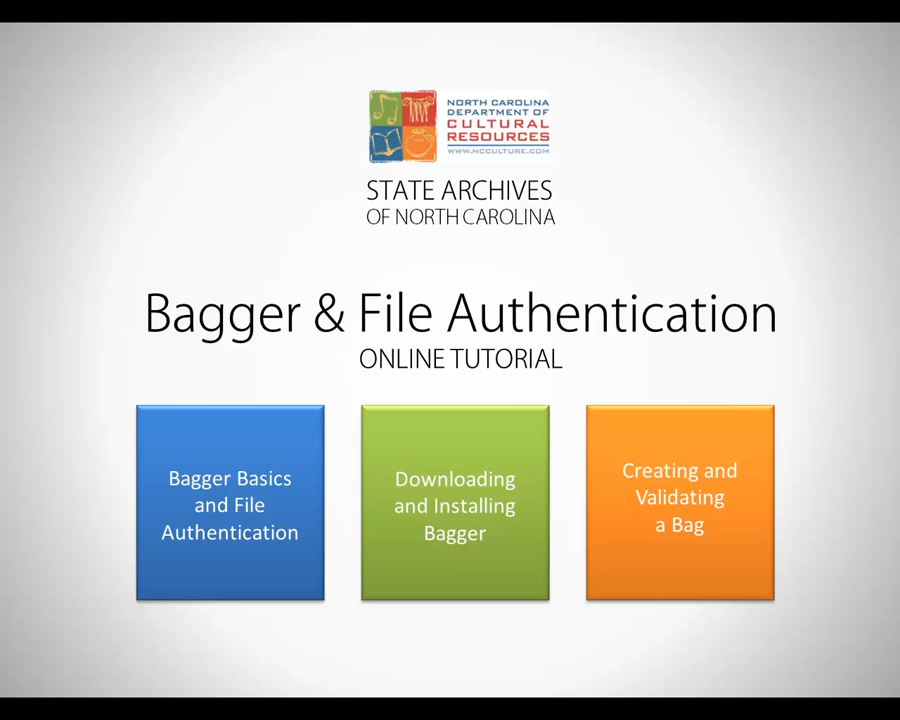 NORTH CAROLINA
DEPARTMENT OF
CULTURAL
RESOURCES
WWW.NCCULTURE.COM
STATE ARCHIVES
OF NORTH CAROLINA
Bagger & File Authentication
ONLINE TUTORIAL
Bagger Basics
and File
Authentication
Downloading
and Installing
Bagger
Creating and
Validating
a Bag